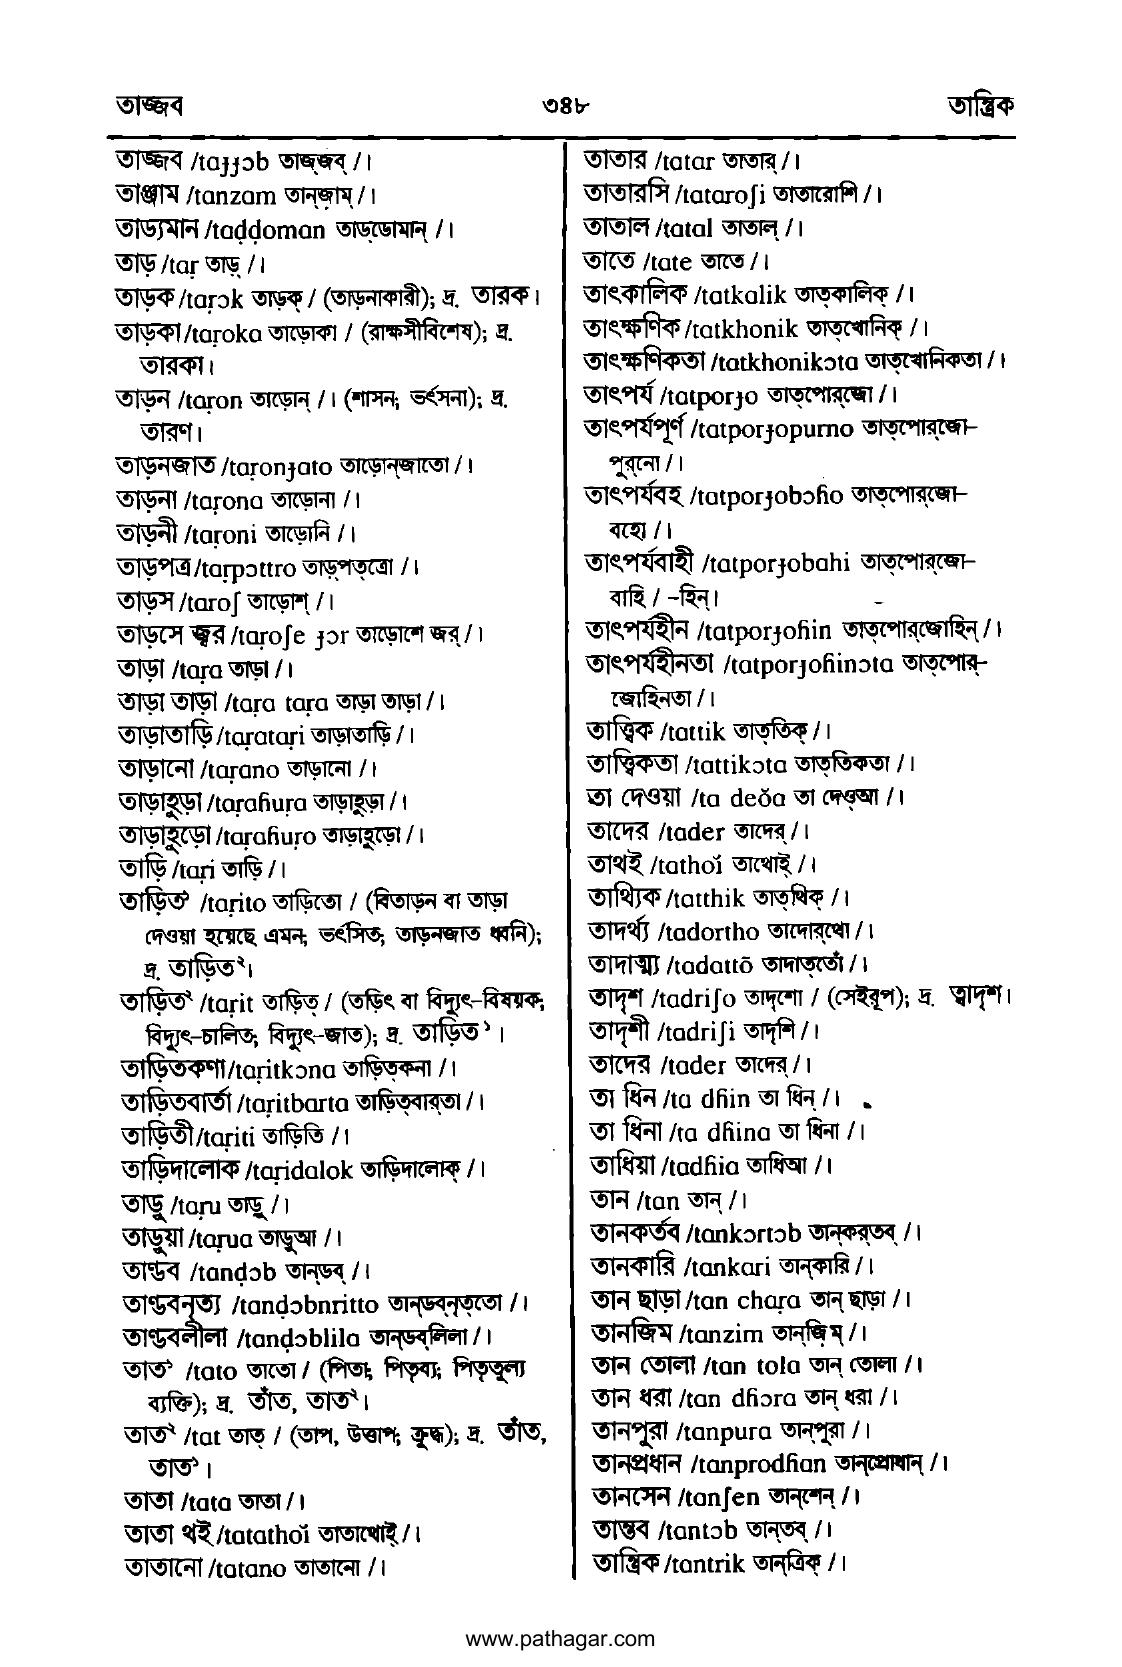 তাজ্জব ৩৪৮ তান্ত্রিক
তাজ্জব /taɟɟɔb তাজ্‌জব্‌ /।
তাঞ্জাম /tanzam তান্‌জ়াম্‌ /।
তাড্যমান /taḍḍoman তাড্‌ডোমান্‌ /।
তাড় /taṛ তাড়্‌ /।
তাড়ক /taṛɔk তাড়ক্‌ / (তাড়নাকারী); দ্র. তারক।
তাড়কা /taṛoka তাড়োকা / (রাক্ষসীবিশেষ); দ্র.
তারকা।
তাড়ন /taṛon তাড়োন্‌ /। (শাসন; ভর্ৎসনা); দ্র.
তারণ।
তাড়নজাত /taṛonɟato তাড়োন্‌জাতো /।
তাড়না /taṛona তাড়োনা /।
তাড়নী /taṛoni তাড়োনি /।
তাড়পত্র /taṛpɔttro তাড়্‌পত্‌ত্রো /।
তাড়স /taṛoʃ তাড়োশ্‌ /।
তাড়সে জ্বর /taṛoʃe ɟɔr তাড়োশে জর্‌ /।
তাড়া /taṛa তাড়া /।
তাড়া তাড়া /taṛa taṛa তাড়া তাড়া /।
তাড়াতাড়ি /taṛataṛi তাড়াতাড়ি /।
তাড়ানো /taṛano তাড়ানো /।
তাড়াহুড়া /taṛaɦuṛa তাড়াহুড়া /।
তাড়াহুড়ো /taṛaɦuṛo তাড়াহুড়ো /।
তাড়ি /taṛi তাড়ি /।
তাড়িত¹ /taṛito তাড়িতো / (বিতাড়ন বা তাড়া
দেওয়া হয়েছে এমন; ভর্ৎসিত; তাড়নজাত ধ্বনি);
দ্র. তাড়িত²।
তাড়িত² /taṛit তাড়িত্‌ / (তড়িৎ বা বিদ্যুৎ-বিষয়ক;
বিদ্যুৎ-চালিত; বিদ্যুৎ-জাত); দ্র. তাড়িত¹।
তাড়িতকণা /taṛitkɔna তাড়িত্‌কনা /।
তাড়িতবার্তা /taṛitbarta তাড়িত্‌বার্‌তা /।
তাড়িতী /taṛiti তাড়িতি /।
তাড়িদালোক /taṛidalok তাড়িদালোক্‌ /।
তাড়ু /taṛu তাড়ু /।
তাড়ুয়া /taṛua তাড়ুআ /।
তাণ্ডব /tanḍɔb তান্‌ডব্‌ /।
তাণ্ডবনৃত্য /tanḍɔbnritto তান্‌ডব্‌নৃত্‌তো /।
তাণ্ডবলীলা /tanḍɔblila তান্‌ডব্‌লিলা /।
তাত¹ /tato তাতো / (পিতা; পিতৃব্য; পিতৃতুল্য
ব্যক্তি); দ্র. তাঁত, তাত²।
তাত² /tat তাত্‌ / (তাপ, উত্তাপ; ক্রুদ্ধ); দ্র. তাঁত,
তাত¹।
তাতা /tata তাতা /।
তাতা থই /tatathoĭ তাতাথোই্‌ /।
তাতানো /tatano তাতানো /।
তাতার /tatar তাতার্‌ /।
তাতারসি /tataroʃi তাতারোশি /।
তাতাল /tatal তাতাল্‌ /।
তাতে /tate তাতে /।
তাৎকালিক /tatkalik তাত্‌কালিক্‌ /।
তাৎক্ষণিক /tatkhonik তাত্‌খোনিক্‌ /।
তাৎক্ষণিকতা /tatkhonikɔta তাত্‌খোনিকতা /।
তাৎপর্য /tatporɟo তাত্‌পোর্‌জো /।
তাৎপর্যপূর্ণ /tatporɟopurno তাত্‌পোর্‌জো-
পুর্‌নো /।
তাৎপর্যবহ /tatporɟobɔɦo তাত্‌পোর্‌জো-
বহো /।
তাৎপর্যবাহী /tatporɟobahi তাত্‌পোর্‌জো-
বাহি / -হিন্‌।
তাৎপর্যহীন /tatporɟoɦin তাত্‌পোর্‌জোহিন্‌ /।
তাৎপর্যহীনতা /tatporɟoɦinɔta তাত্‌পোর্‌-
জোহিনতা /।
তাত্ত্বিক /tattik তাত্‌তিক্‌ /।
তাত্ত্বিকতা /tattikɔta তাত্‌তিকতা /।
তা দেওয়া /ta deŏa তা দেও্‌আ /।
তাদের /tader তাদের্‌ /।
তাথই /tathoĭ তাথোই্‌ /।
তাথ্যিক /tatthik তাত্‌থিক্‌ /।
তাদর্থ্য /tadortho তাদোর্‌থো /।
তাদাত্ম্য /tadattõ তাদাত্‌তোঁ /।
তাদৃশ /tadriʃo তাদৃশো / (সেইরূপ); দ্র. ত্বাদৃশ।
তাদৃশী /tadriʃi তাদৃশি /।
তাদের /tader তাদের্‌ /।
তা ধিন /ta dɦin তা ধিন্‌ /।
তা ধিনা /ta dɦina তা ধিনা /।
তাধিয়া /tadɦia তাধিআ /।
তান /tan তান্‌ /।
তানকর্তব /tankɔrtɔb তান্‌কর্‌তব্‌ /।
তানকারি /tankari তান্‌কারি /।
তান ছাড়া /tan chaṛa তান্‌ ছাড়া /।
তানজিম /tanzim তান্‌জ়িম্‌ /।
তান তোলা /tan tola তান্‌ তোলা /।
তান ধরা /tan dɦɔra তান্‌ ধরা /।
তানপুরা /tanpura তান্‌পুরা /।
তানপ্রধান /tanprodɦan তান্‌প্রোধান্‌ /।
তানসেন /tanʃen তান্‌শেন্‌ /।
তান্তব /tantɔb তান্‌তব্‌ /।
তান্ত্রিক /tantrik তান্‌ত্রিক্‌ /।
www.pathagar.com